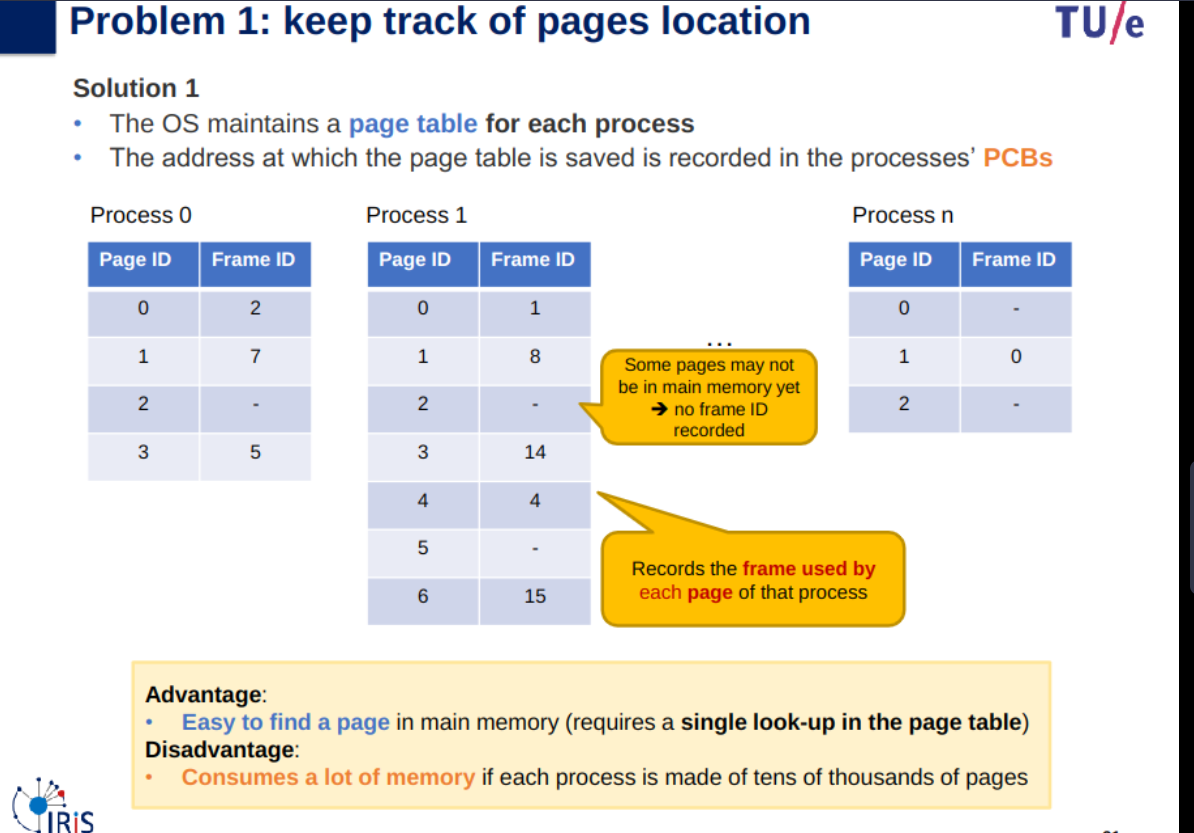 Problem 1: keep track of pages location
TU/e
Solution 1
• The OS maintains a page table for each process
• The address at which the page table is saved is recorded in the processes’ PCBs
Process 0
Page ID Frame ID
0 2
1 7
2 -
3 5
Process 1
Page ID Frame ID
0 1
1 8
2 -
3 14
4 4
5 -
6 15
...
Some pages may not
be in main memory yet
➔ no frame ID
recorded
Records the frame used by
each page of that process
Process n
Page ID Frame ID
0 -
1 0
2 -
Advantage:
• Easy to find a page in main memory (requires a single look-up in the page table)
Disadvantage:
• Consumes a lot of memory if each process is made of tens of thousands of pages
IRiS